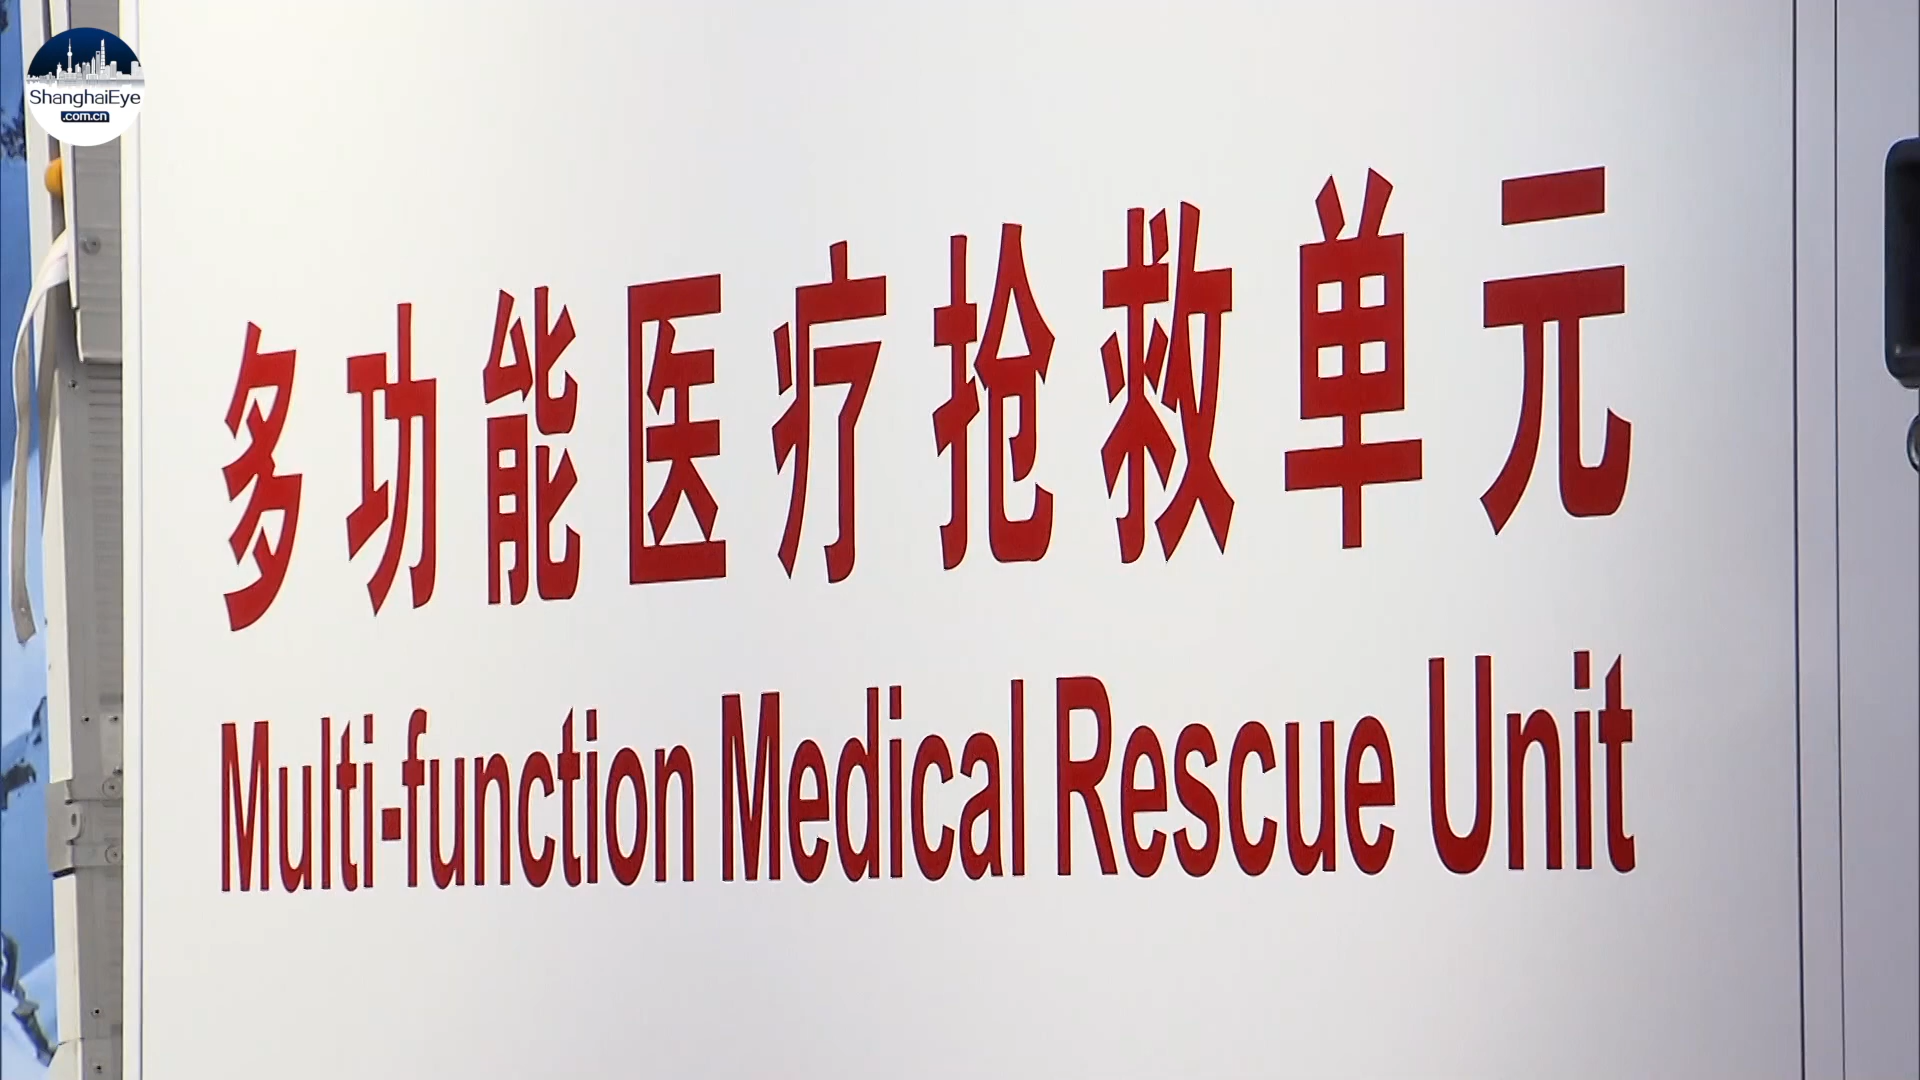 ShanghaiEye
.com.cn
多功能医疗抢救单元
Multi-function Medical Rescue Unit